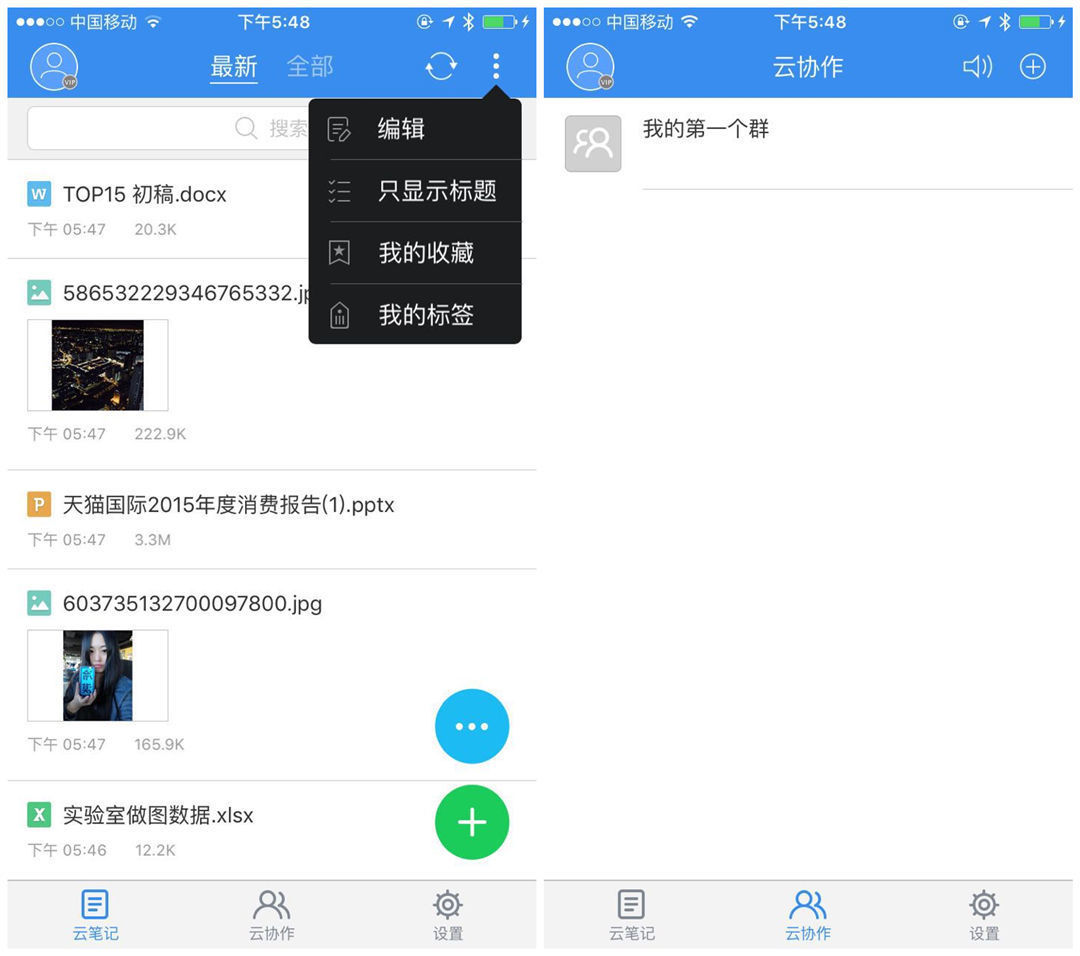 中国移动 下午5:48
VIP
最新 全部
搜索
编辑
只显示标题
我的收藏
我的标签
W TOP15 初稿.docx
下午 05:47 20.3K
586532229346765332.jp
下午 05:47 222.9K
P 天猫国际2015年度消费报告(1).pptx
下午 05:47 3.3M
603735132700097800.jpg
下午 05:47 165.9K
X 实验室做图数据.xlsx
下午 05:46 12.2K
云笔记 云协作 设置
中国移动 下午5:48
VIP
云协作
我的第一个群
云笔记 云协作 设置